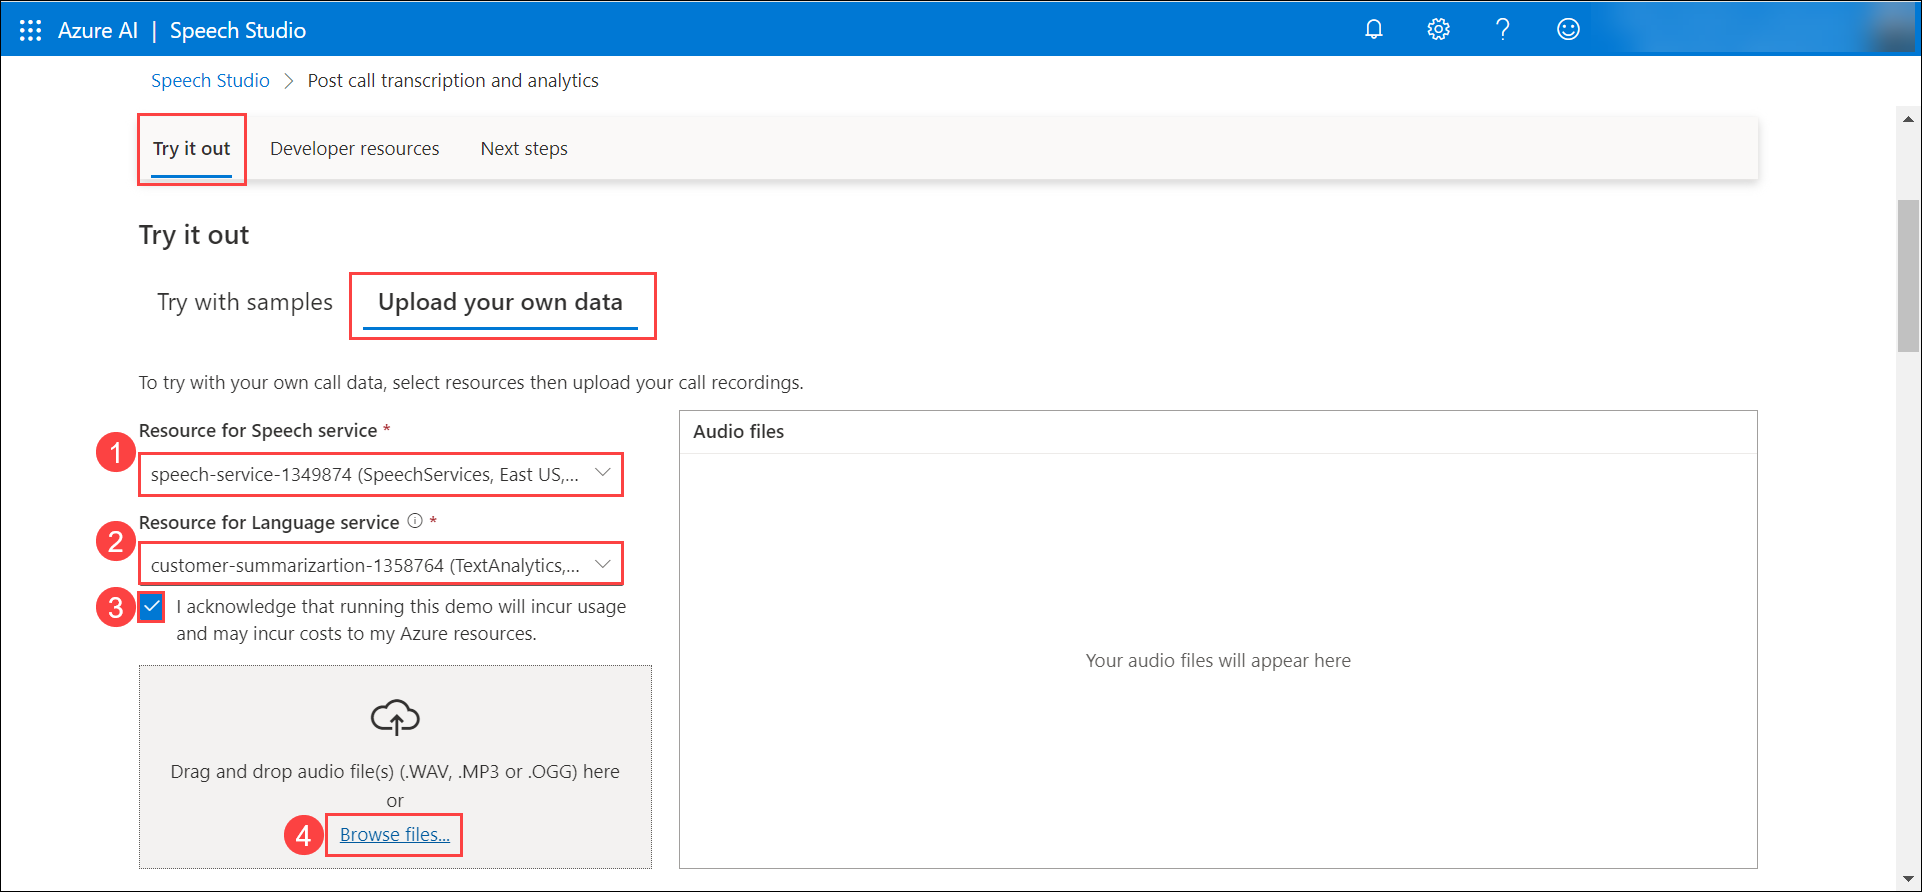 Azure AI | Speech Studio
Speech Studio > Post call transcription and analytics
Try it out Developer resources Next steps
Try it out
Try with samples Upload your own data
To try with your own call data, select resources then upload your call recordings.
Resource for Speech service *
1
speech-service-1349874 (SpeechServices, East US,...
Resource for Language service *
2
customer-summarizartion-1358764 (TextAnalytics,...
3
I acknowledge that running this demo will incur usage
and may incur costs to my Azure resources.
Drag and drop audio file(s) (.WAV, .MP3 or .OGG) here
or
4
Browse files...
Audio files
Your audio files will appear here